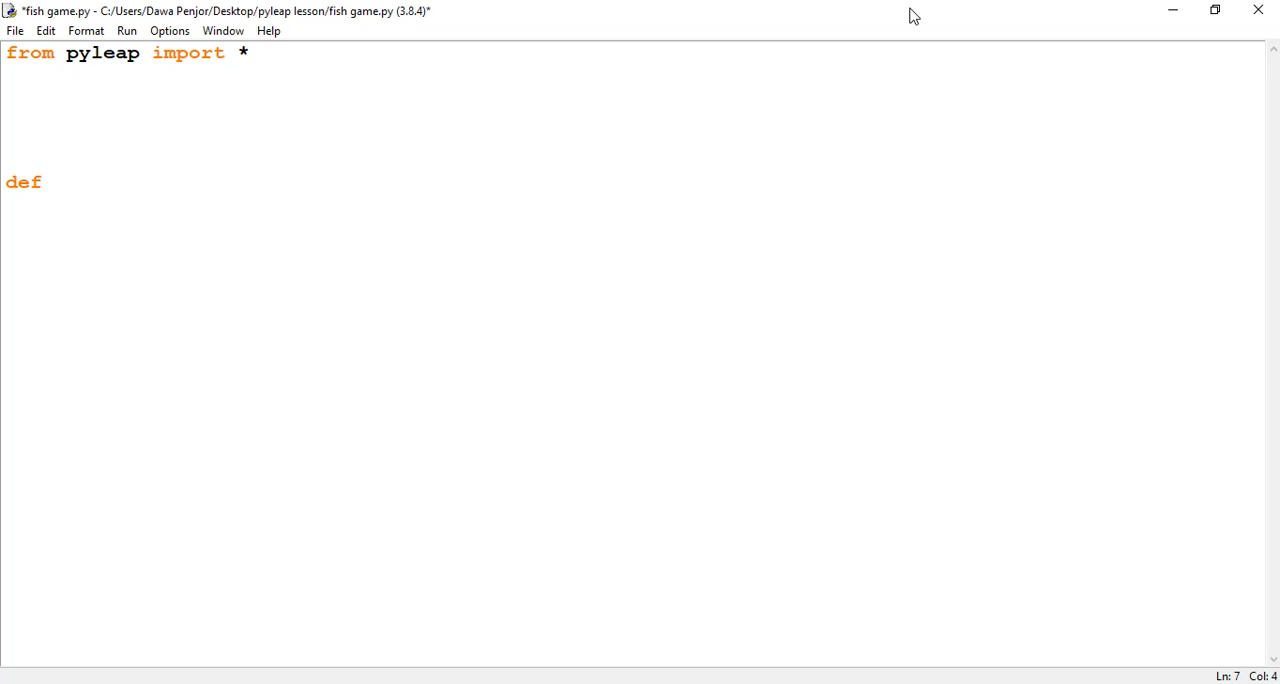 *fish game.py - C:/Users/Dawa Penjor/Desktop/pyleap lesson/fish game.py (3.8.4)*
File Edit Format Run Options Window Help
from pyleap import *
def
Ln: 7 Col: 4